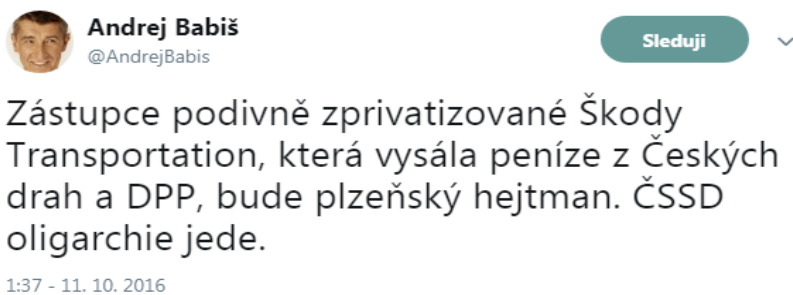 Andrej Babiš
@AndrejBabis
Sleduji
Zástupce podivně zprivatizované Škody
Transportation, která vysála peníze z Českých
drah a DPP, bude plzeňský hejtman. ČSSD
oligarchie jede.
1:37 - 11. 10. 2016